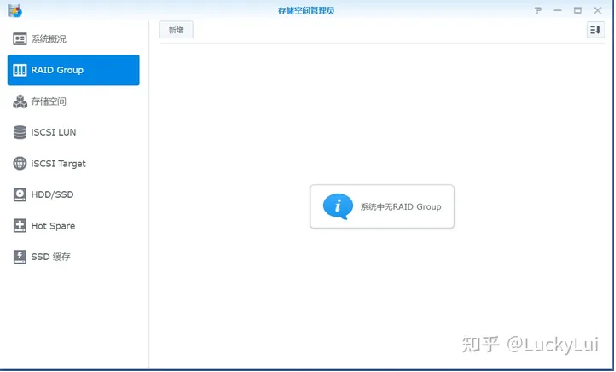 存储空间管理员
新增
系统概况
RAID Group
存储空间
iSCSI LUN
iSCSI Target
HDD/SSD
Hot Spare
SSD 缓存
系统中无RAID Group
知乎 @LuckyLui